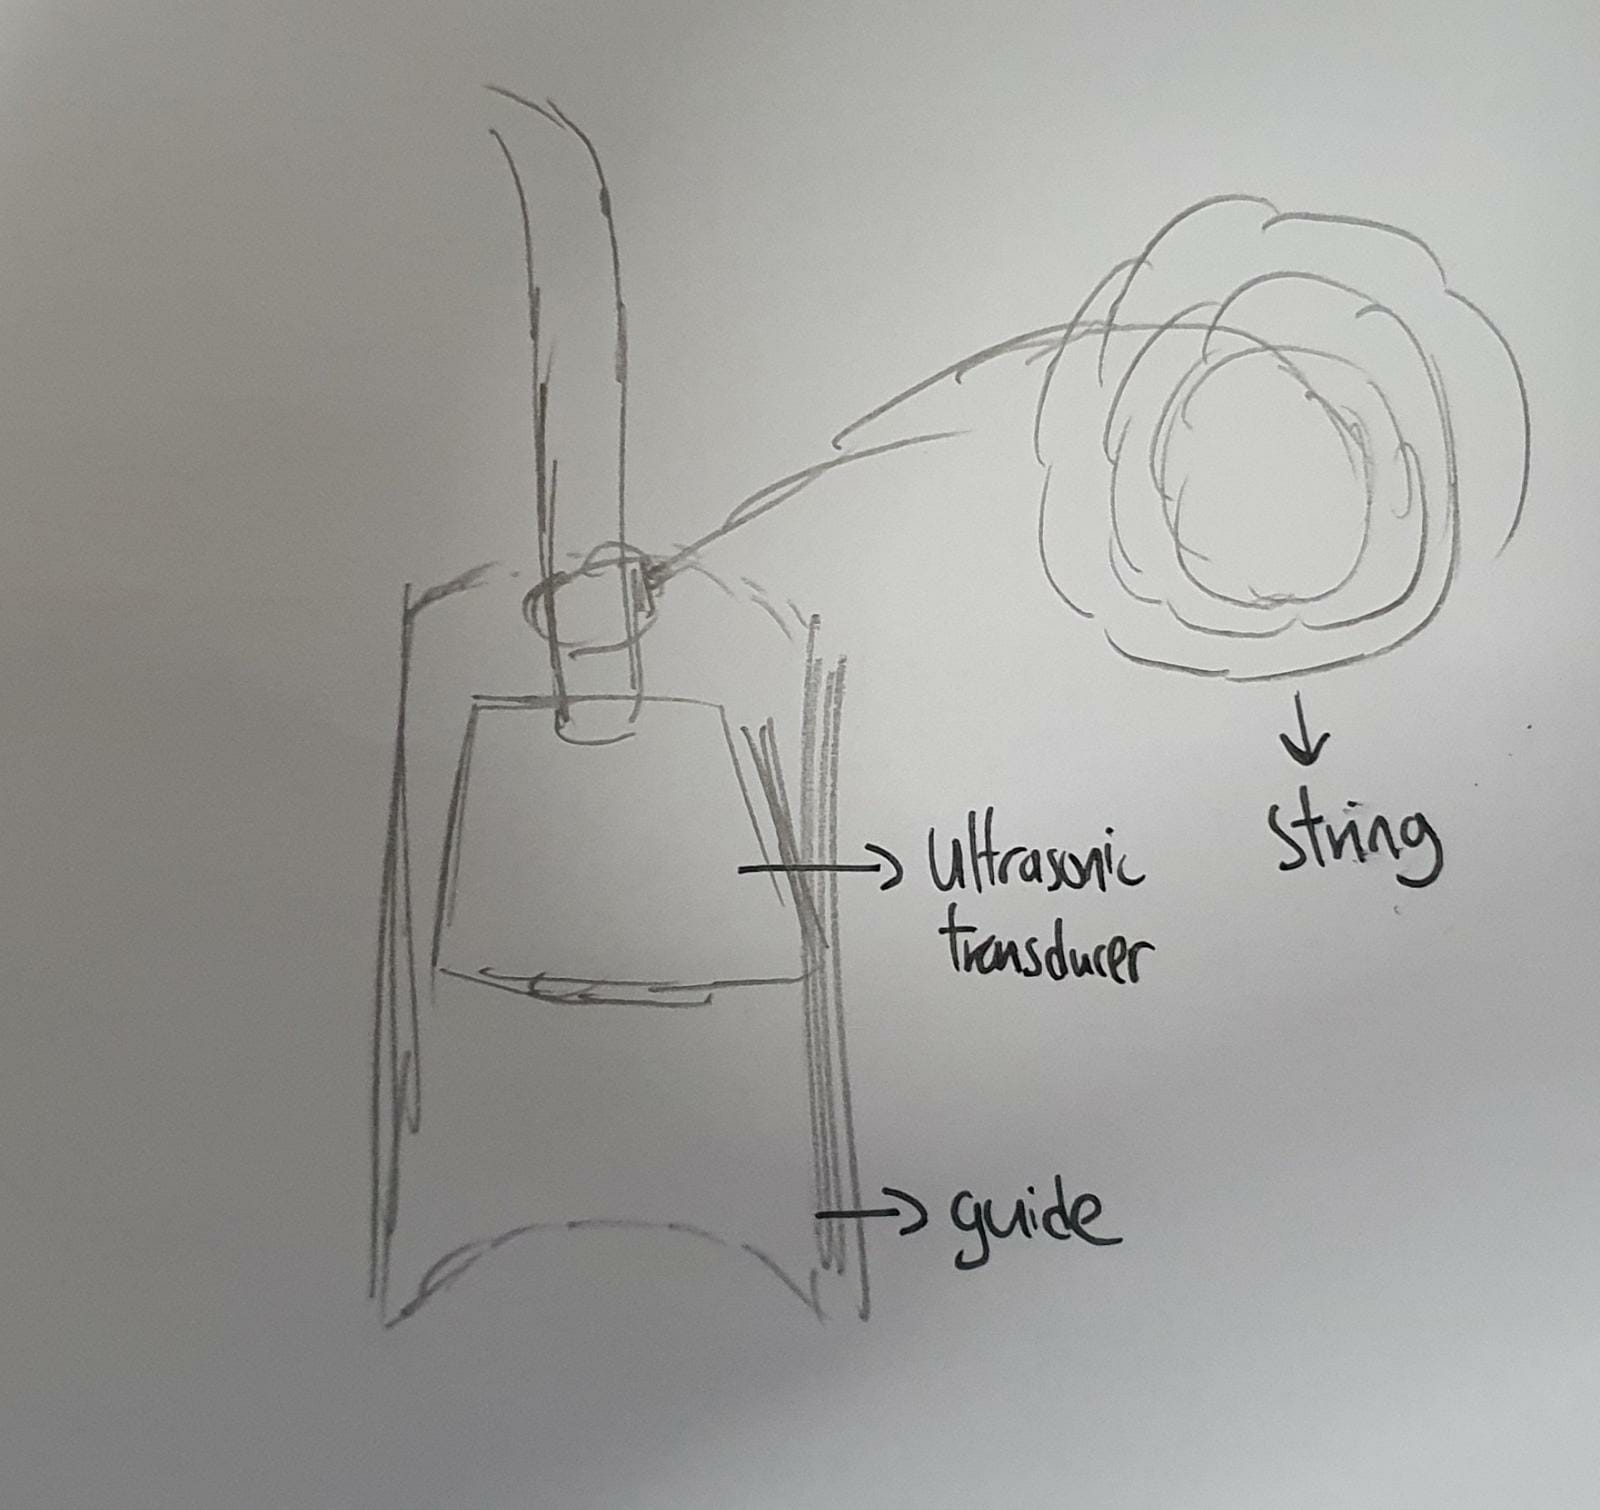 string
ultrasonic
transducer
guide